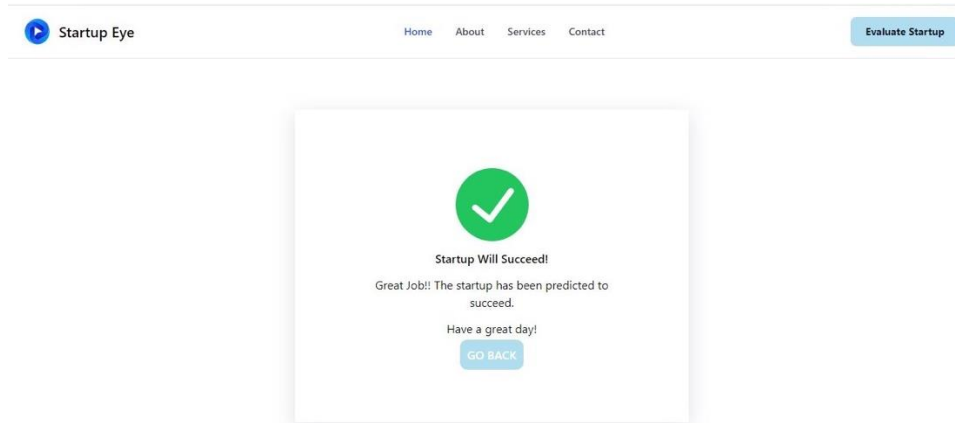 Startup Eye
Home About Services Contact
Evaluate Startup
Startup Will Succeed!
Great Job!! The startup has been predicted to
succeed.
Have a great day!
GO BACK